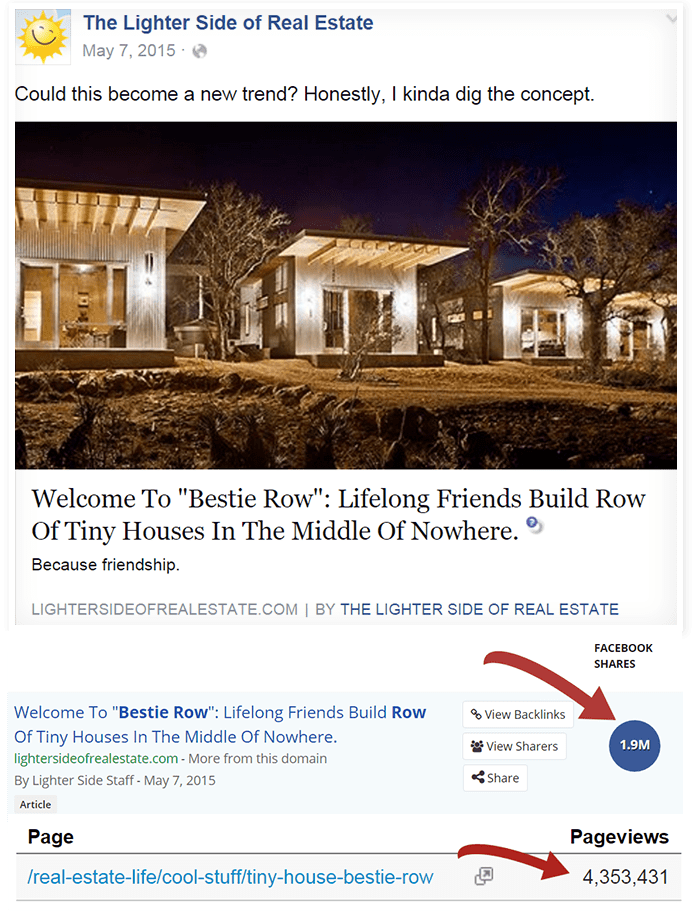 The Lighter Side of Real Estate
May 7, 2015 ·
Could this become a new trend? Honestly, I kinda dig the concept.
Welcome To "Bestie Row": Lifelong Friends Build Row
Of Tiny Houses In The Middle Of Nowhere. ?
Because friendship.
LIGHTERSIDEOFREALESTATE.COM | BY THE LIGHTER SIDE OF REAL ESTATE
FACEBOOK
SHARES
Welcome To "Bestie Row": Lifelong Friends Build Row
Of Tiny Houses In The Middle Of Nowhere.
lightersideofrealestate.com - More from this domain
By Lighter Side Staff - May 7, 2015
Article
View Backlinks
View Sharers
Share
1.9M
Page Pageviews
/real-estate-life/cool-stuff/tiny-house-bestie-row 4,353,431